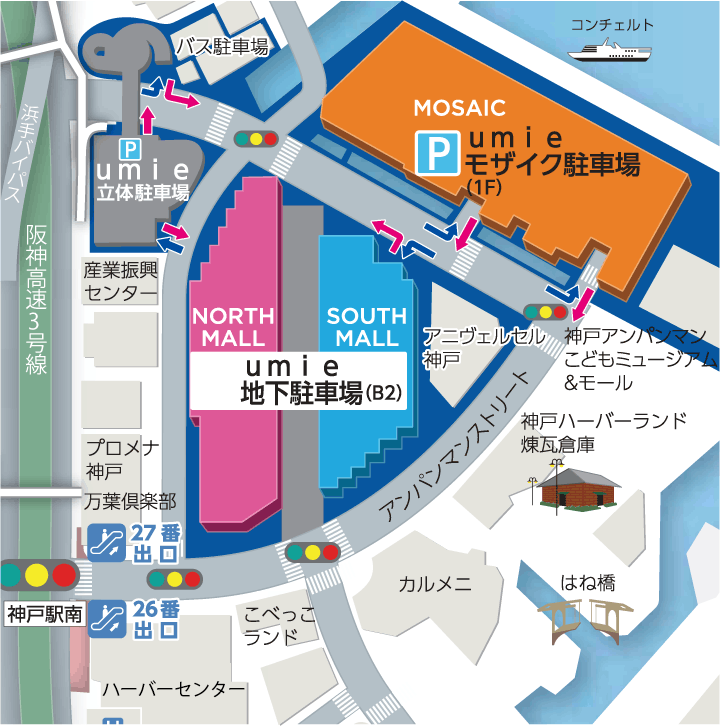 コンチェルト
バス駐車場
浜手バイパス
MOSAIC
P
umie
モザイク駐車場
(1F)
P
umie
立体駐車場
阪神高速3号線
産業振興
センター
NORTH
MALL
SOUTH
MALL
umie
地下駐車場(B2)
アニヴェルセル
神戸
神戸アンパンマン
こどもミュージアム
&モール
アンパンマンストリート
神戸ハーバーランド
煉瓦倉庫
プロメナ
神戸
万葉倶楽部
27番
出口
神戸駅南
26番
出口
こべっこ
ランド
カルメニ
はね橋
ハーバーセンター